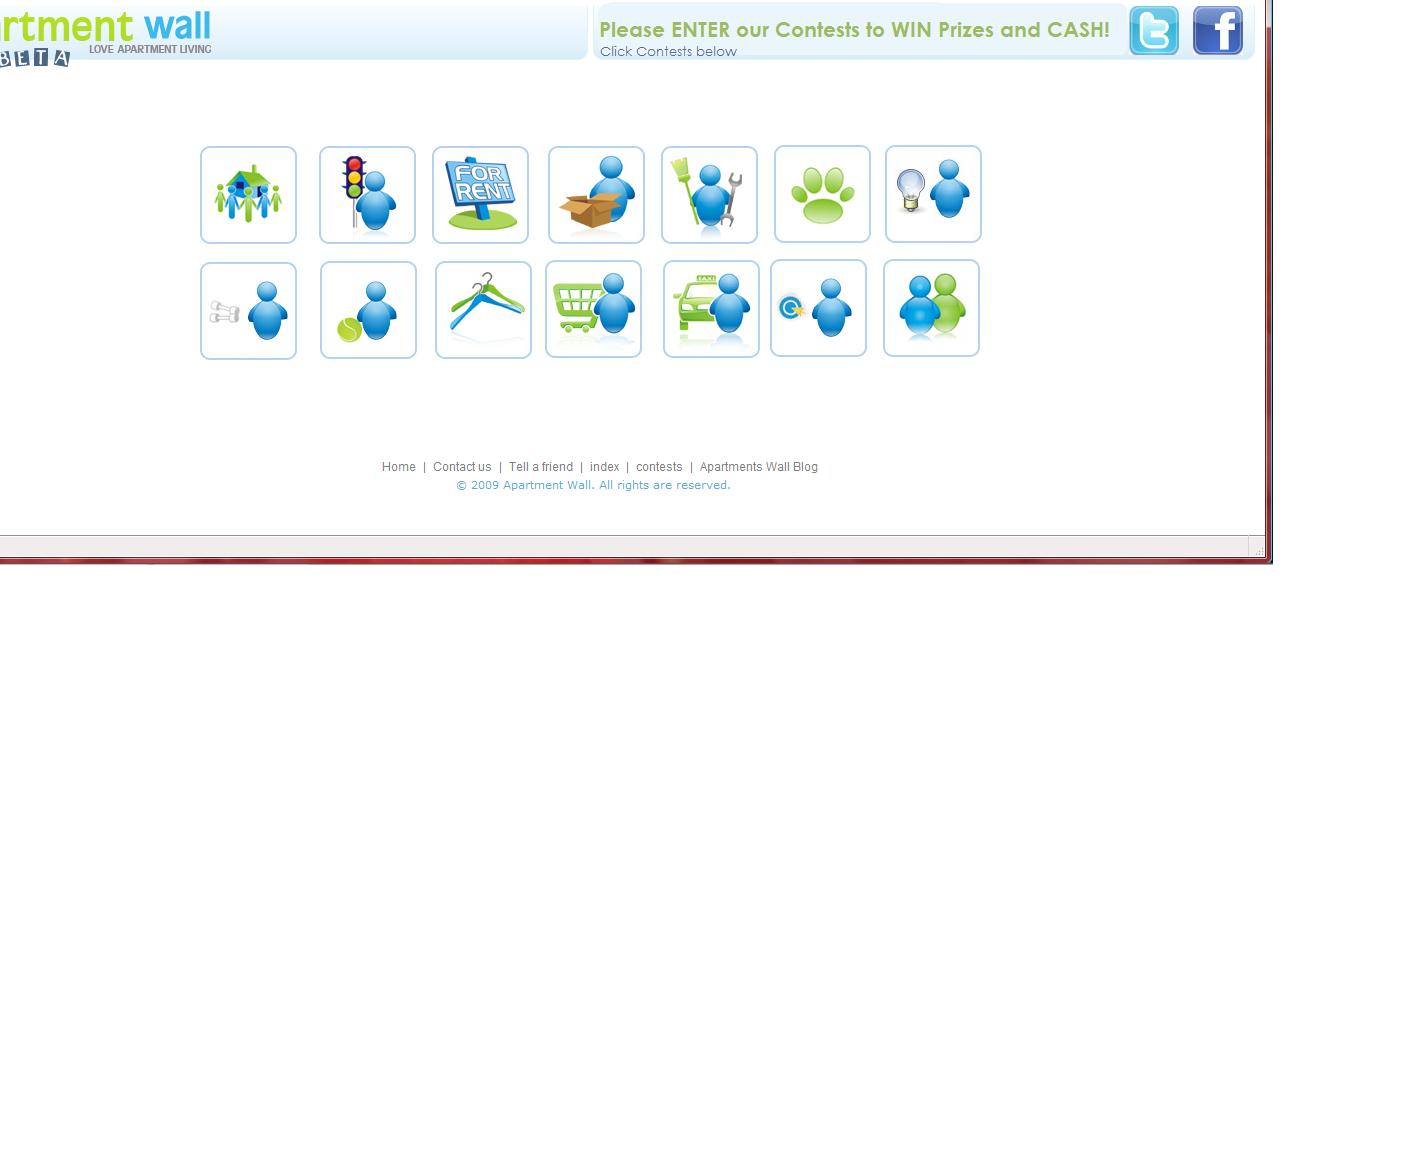 rtment wall
LOVE APARTMENT LIVING
BETA
Please ENTER our Contests to WIN Prizes and CASH!
Click Contests below
t
f
FOR
RENT
TAXI
Home | Contact us | Tell a friend | index | contests | Apartments Wall Blog
© 2009 Apartment Wall. All rights are reserved.